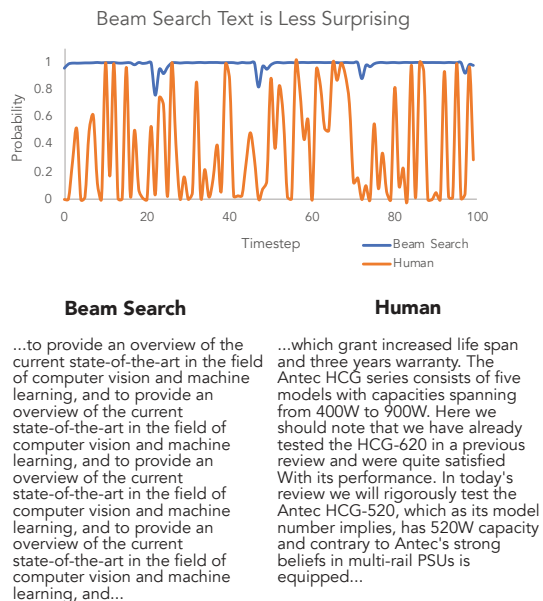 Beam Search Text is Less Surprising
Probability
1
0.8
0.6
0.4
0.2
0
0 20 40 60 80 100
Timestep
Beam Search
Human
Beam Search
...to provide an overview of the
current state-of-the-art in the field
of computer vision and machine
learning, and to provide an
overview of the current
state-of-the-art in the field of
computer vision and machine
learning, and to provide an
overview of the current
state-of-the-art in the field of
computer vision and machine
learning, and to provide an
overview of the current
state-of-the-art in the field of
computer vision and machine
learning, and...
Human
...which grant increased life span
and three years warranty. The
Antec HCG series consists of five
models with capacities spanning
from 400W to 900W. Here we
should note that we have already
tested the HCG-620 in a previous
review and were quite satisfied
With its performance. In today's
review we will rigorously test the
Antec HCG-520, which as its model
number implies, has 520W capacity
and contrary to Antec's strong
beliefs in multi-rail PSUs is
equipped...